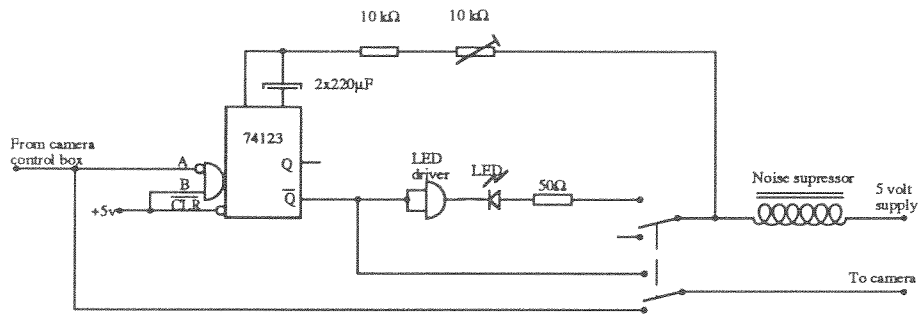 10 kΩ
10 kΩ
2x220µF
74123
From camera
control box
A
B
CLR
+5v
Q
Q
LED
driver
LED
50Ω
Noise supressor
5 volt
supply
To camera